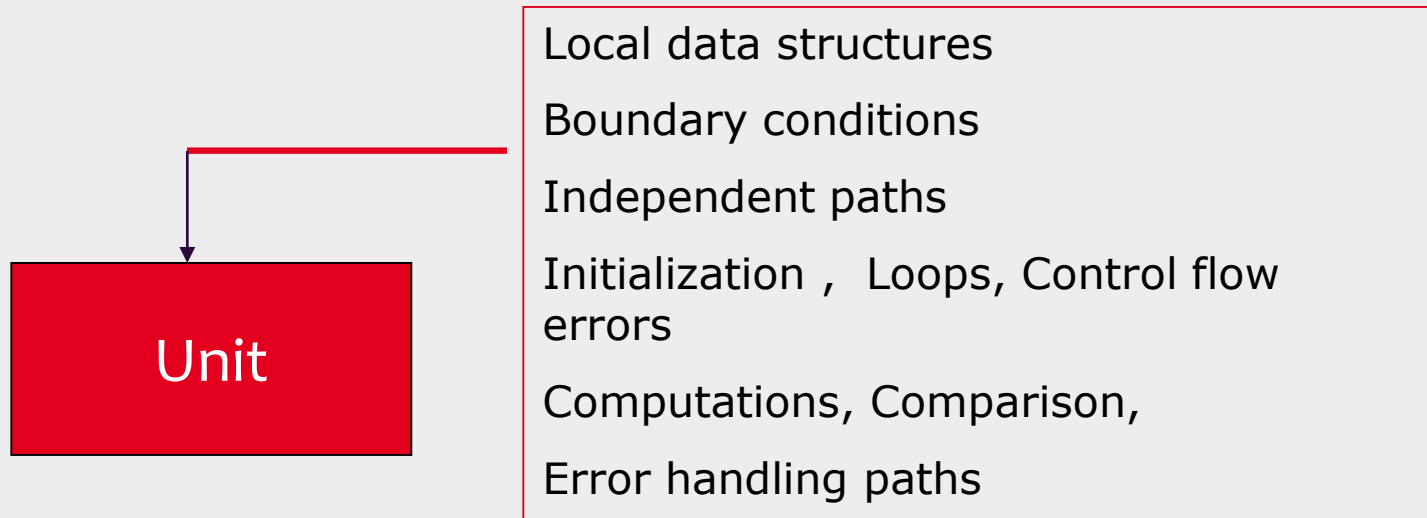 Local data structures
Boundary conditions
Independent paths
Initialization ,  Loops, Control flow
errors
Computations, Comparison,
Error handling paths
Unit